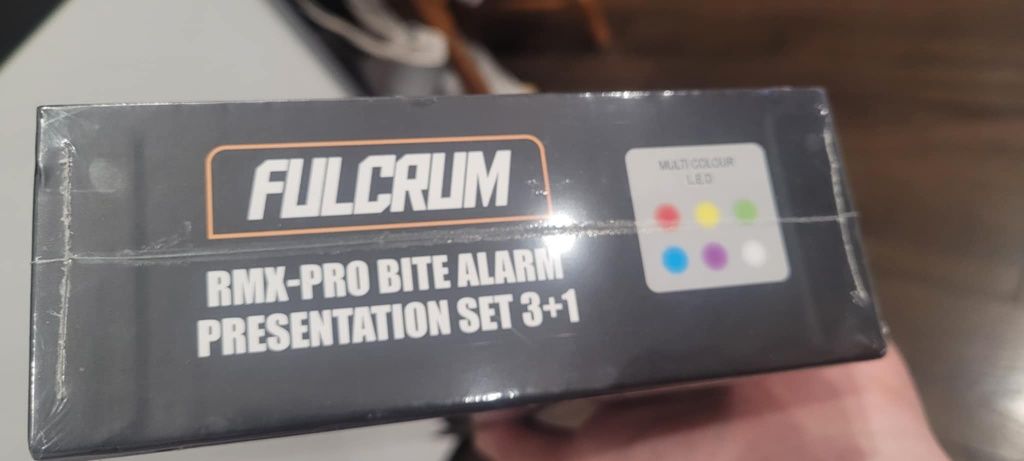 FULCRUM
RMX-PRO BITE ALARM
PRESENTATION SET 3+1
MULTI COLOUR
L.E.D